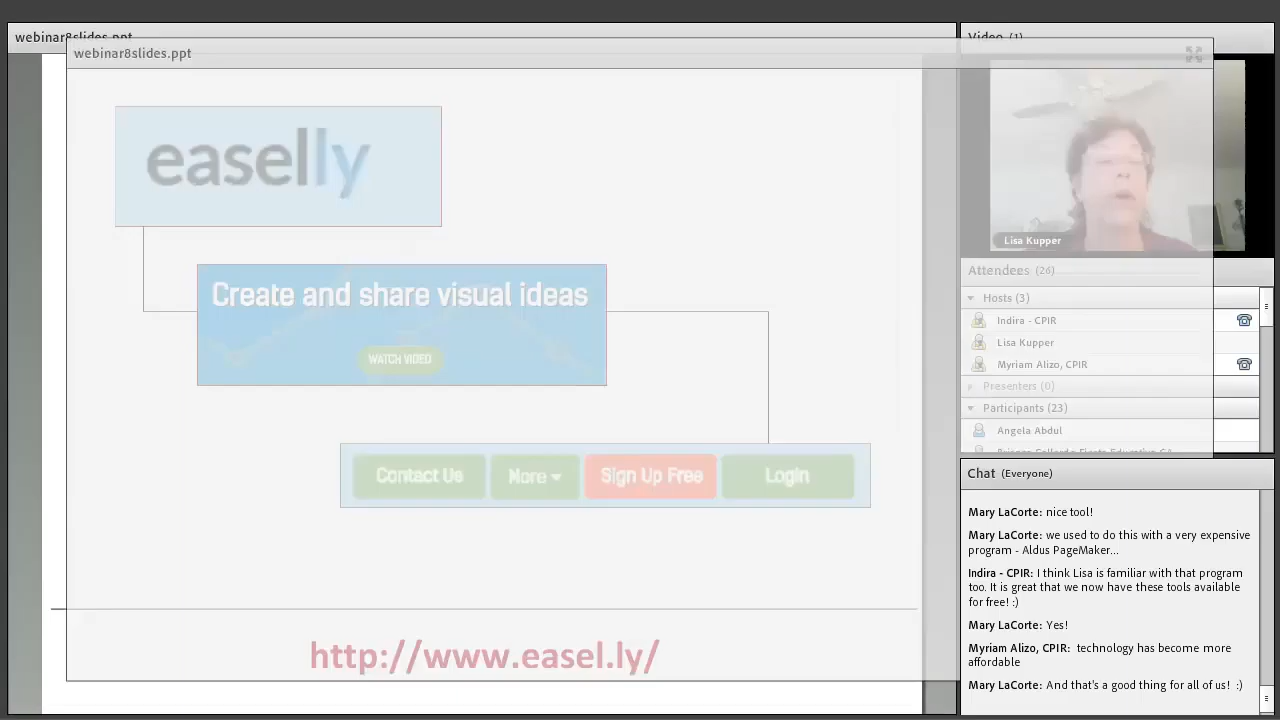 webinar8slides.ppt
webinar8slides.ppt
easelly
Create and share visual ideas
WATCH VIDEO
Contact Us
More
Sign Up Free
Login
http://www.easel.ly/
Video (1)
Lisa Kupper
Attendees (26)
Hosts (3)
Indira - CPIR
Lisa Kupper
Myriam Alizo, CPIR
Presenters (0)
Participants (23)
Angela Abdul
Chat (Everyone)
Mary LaCorte: nice tool!
Mary LaCorte: we used to do this with a very expensive
program - Aldus PageMaker...
Indira - CPIR: I think Lisa is familiar with that program
too. It is great that we now have these tools available
for free! :)
Mary LaCorte: Yes!
Myriam Alizo, CPIR: technology has become more
affordable
Mary LaCorte: And that's a good thing for all of us! :)